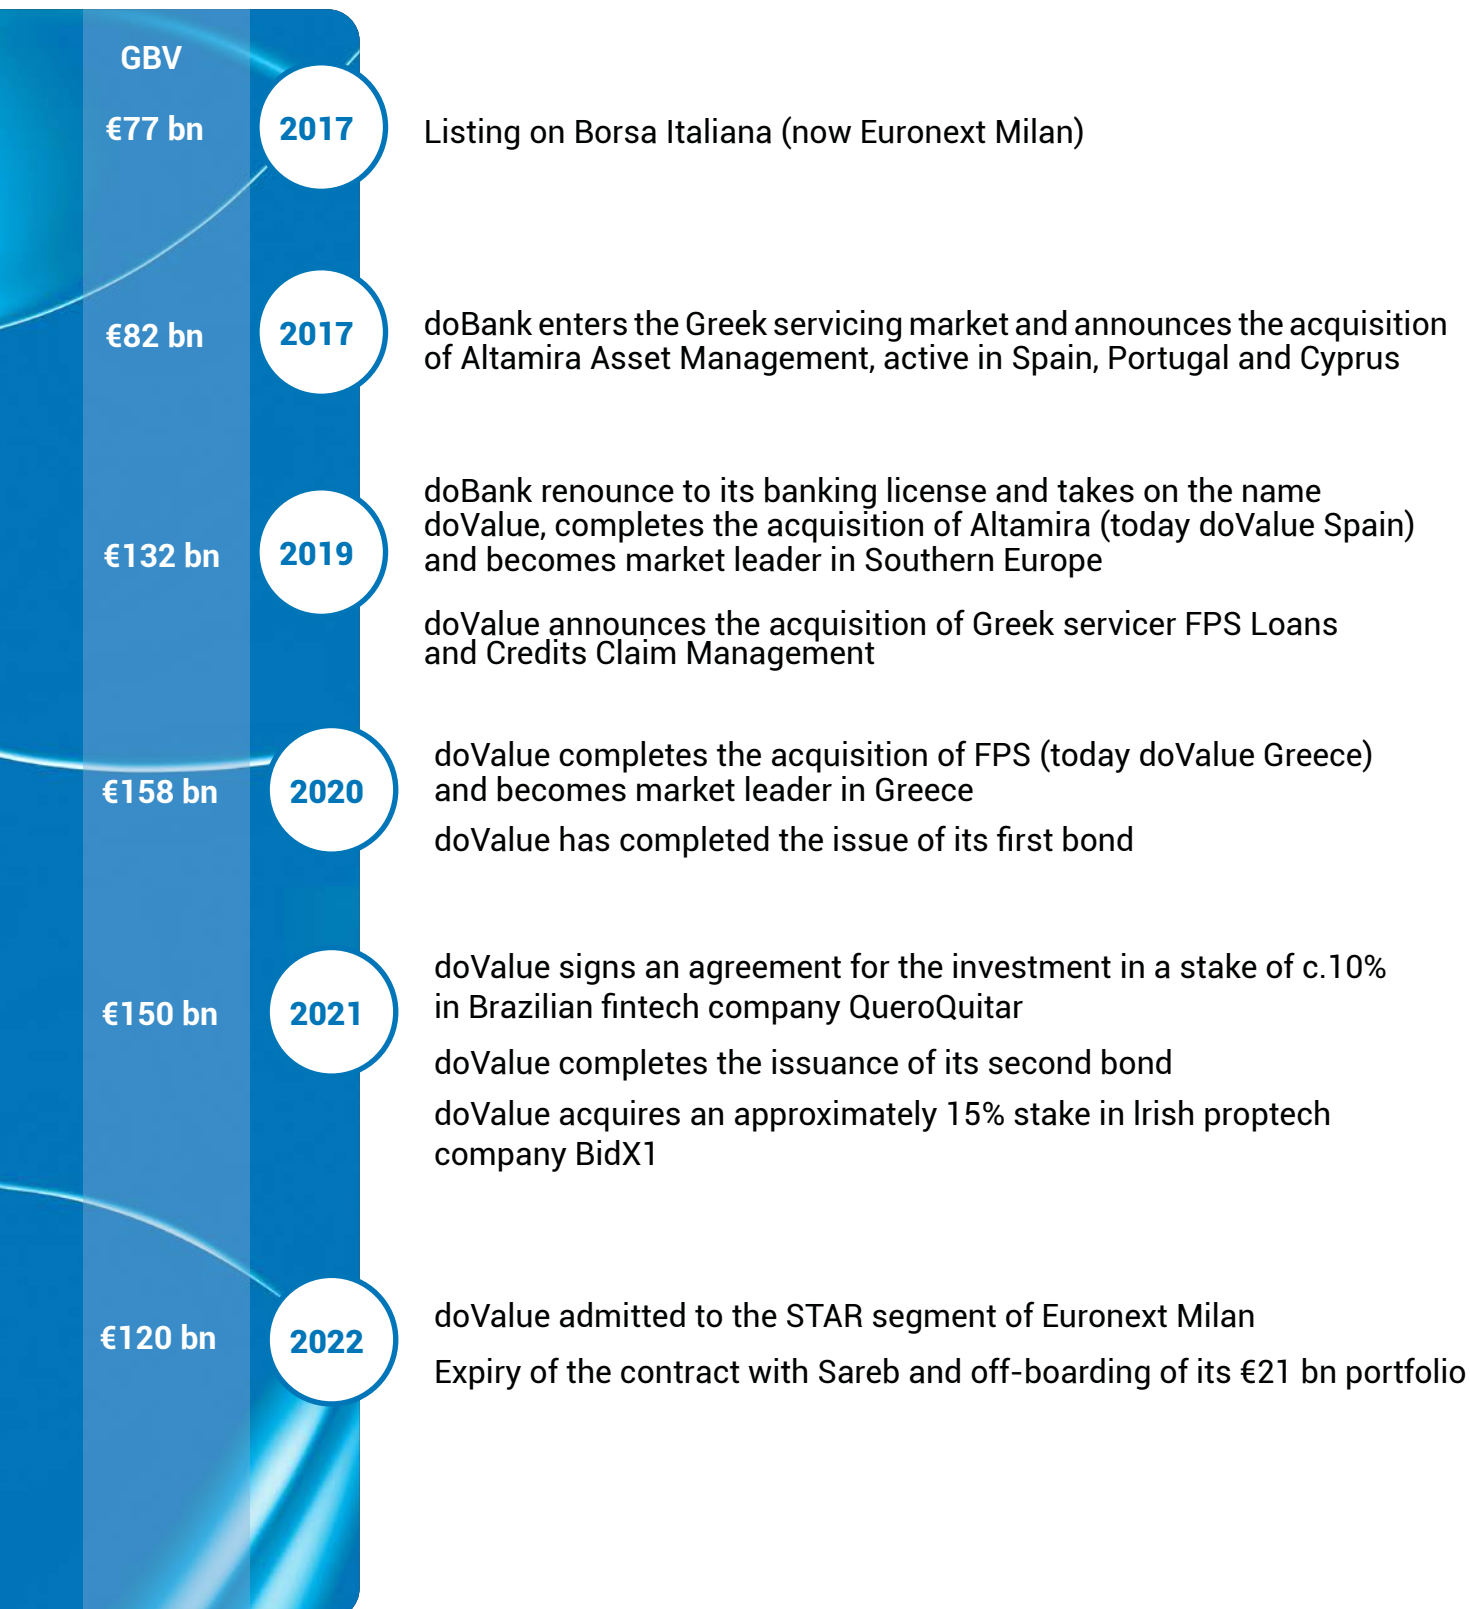 GBV
€77 bn
2017
Listing on Borsa Italiana (now Euronext Milan)
€82 bn
2017
doBank enters the Greek servicing market and announces the acquisition
of Altamira Asset Management, active in Spain, Portugal and Cyprus
€132 bn
2019
doBank renounce to its banking license and takes on the name
doValue, completes the acquisition of Altamira (today doValue Spain)
and becomes market leader in Southern Europe
doValue announces the acquisition of Greek servicer FPS Loans
and Credits Claim Management
€158 bn
2020
doValue completes the acquisition of FPS (today doValue Greece)
and becomes market leader in Greece
doValue has completed the issue of its first bond
€150 bn
2021
doValue signs an agreement for the investment in a stake of c.10%
in Brazilian fintech company QueroQuitar
doValue completes the issuance of its second bond
doValue acquires an approximately 15% stake in lrish proptech
company BidX1
€120 bn
2022
doValue admitted to the STAR segment of Euronext Milan
Expiry of the contract with Sareb and off-boarding of its €21 bn portfolio